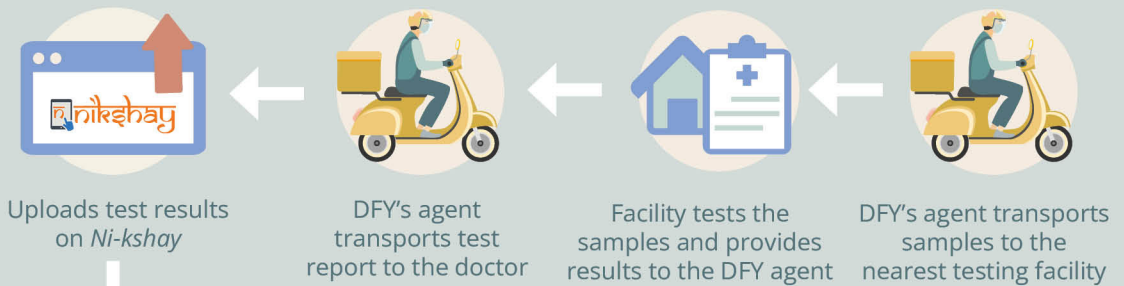 nikshay
Uploads test results
on Ni-kshay
DFY's agent
transports test
report to the doctor
Facility tests the
samples and provides
results to the DFY agent
DFY's agent transports
samples to the
nearest testing facility